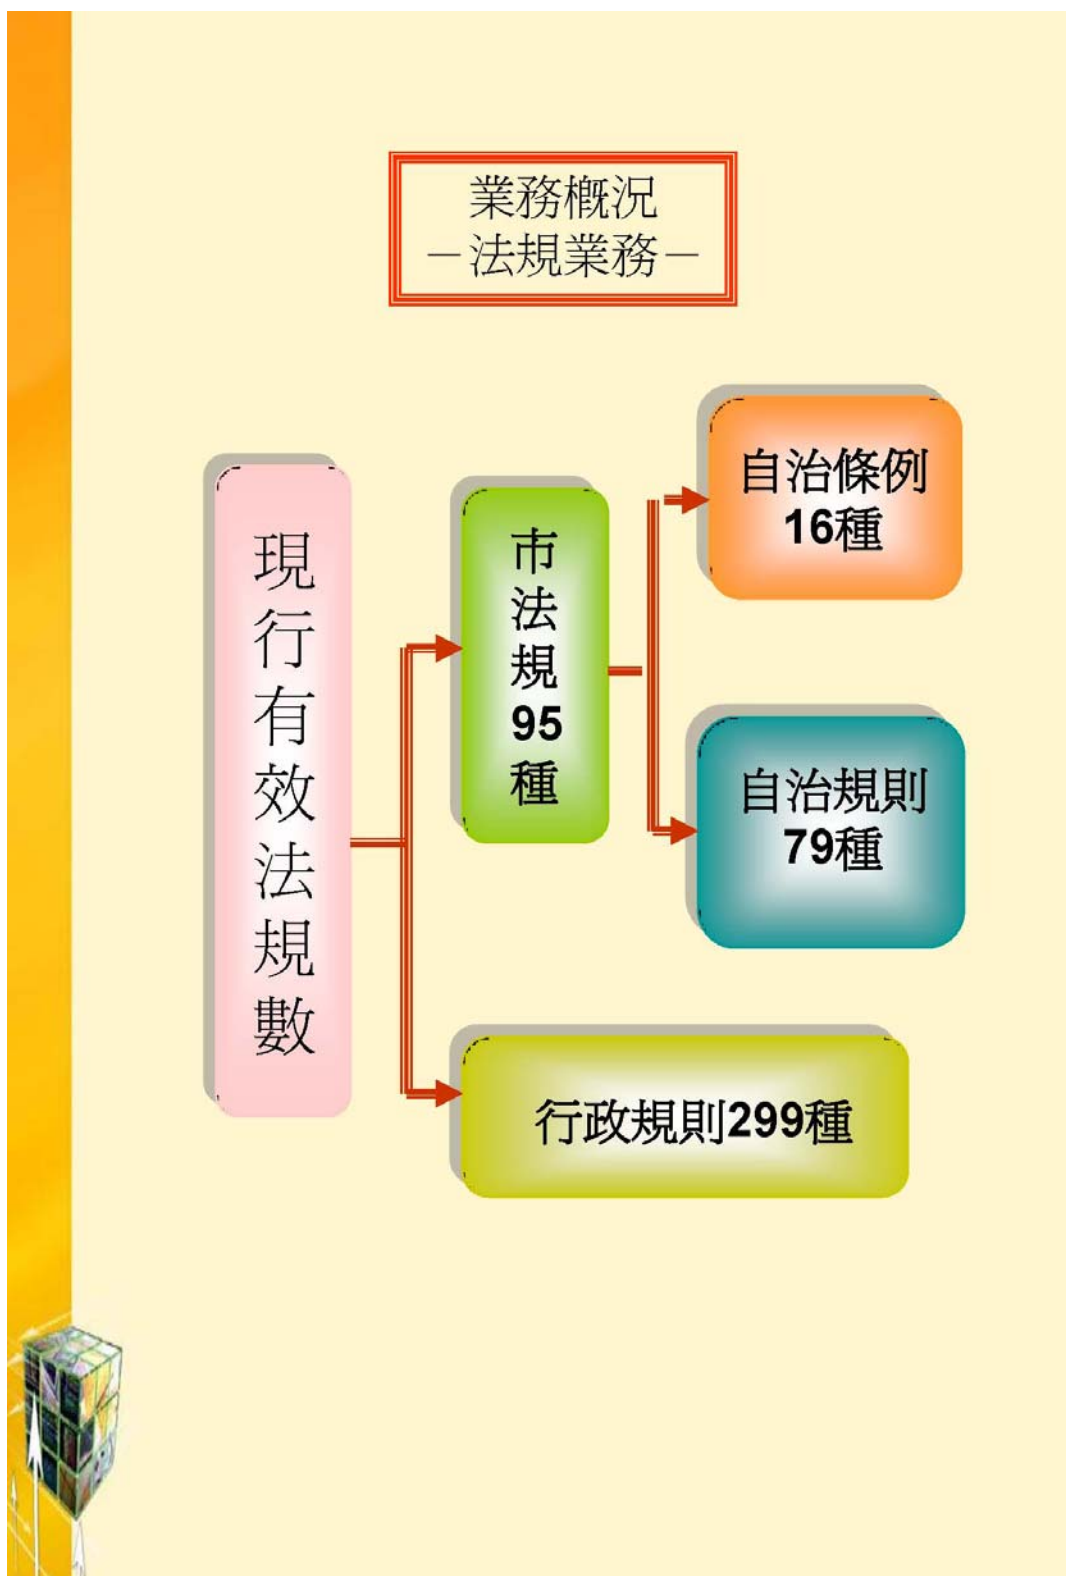 業務概況
－法規業務－
現行有效法規數
市法規95種
自治條例
16種
自治規則
79種
行政規則299種